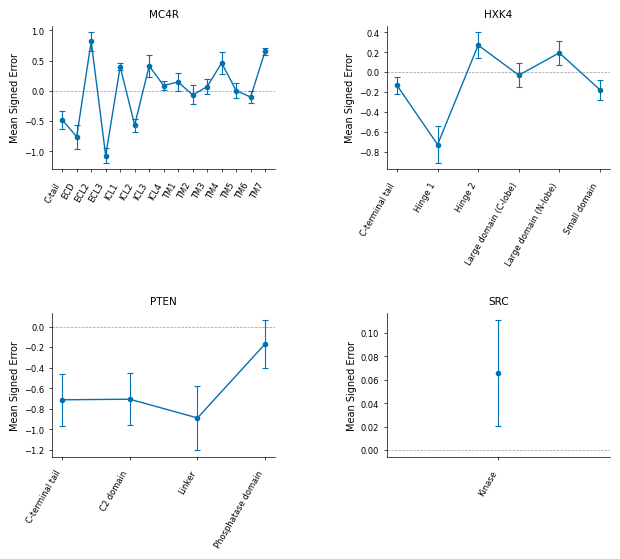 MC4R
Mean Signed Error
1.0
0.5
0.0
−0.5
−1.0
C-tail
ECD
ECL2
ECL3
ICL1
ICL2
ICL3
ICL4
TM1
TM2
TM3
TM4
TM5
TM6
TM7
HXK4
Mean Signed Error
0.4
0.2
0.0
−0.2
−0.4
−0.6
−0.8
C-terminal tail
Hinge 1
Hinge 2
Large domain (C-lobe)
Large domain (N-lobe)
Small domain
PTEN
Mean Signed Error
0.0
−0.2
−0.4
−0.6
−0.8
−1.0
−1.2
C-terminal tail
C2 domain
Linker
Phosphatase domain
SRC
Mean Signed Error
0.10
0.08
0.06
0.04
0.02
0.00
Kinase